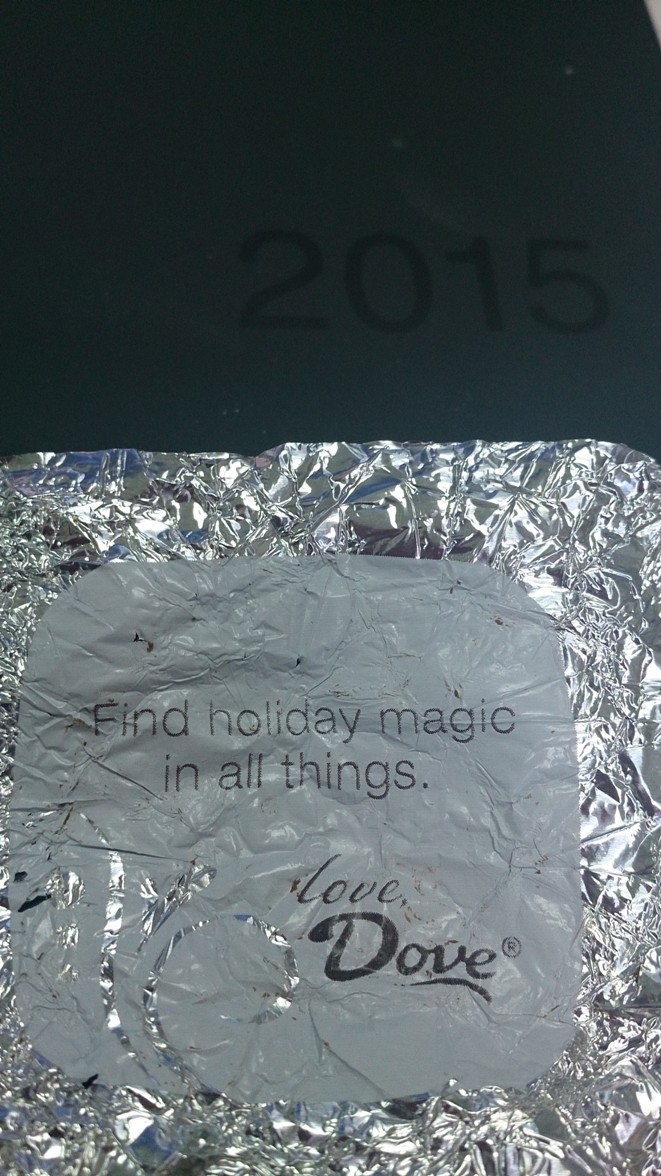 2015
Find holiday magic
in all things.
love,
Dove®